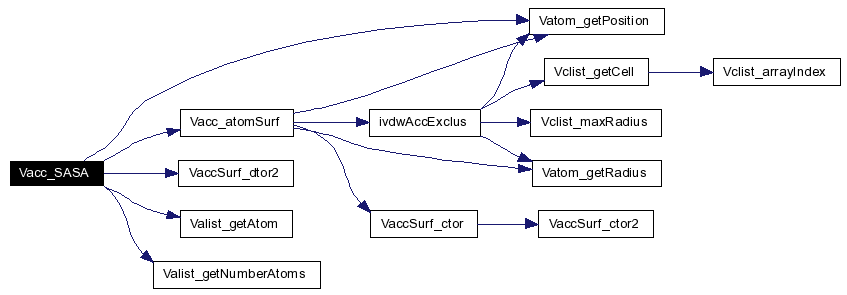 Vacc_SASA
Vacc_atomSurf
VaccSurf_dtor2
Valist_getAtom
Valist_getNumberAtoms
ivdwAccExclus
VaccSurf_ctor
Vatom_getPosition
Vclist_getCell
Vclist_maxRadius
Vatom_getRadius
VaccSurf_ctor2
Vclist_arrayIndex